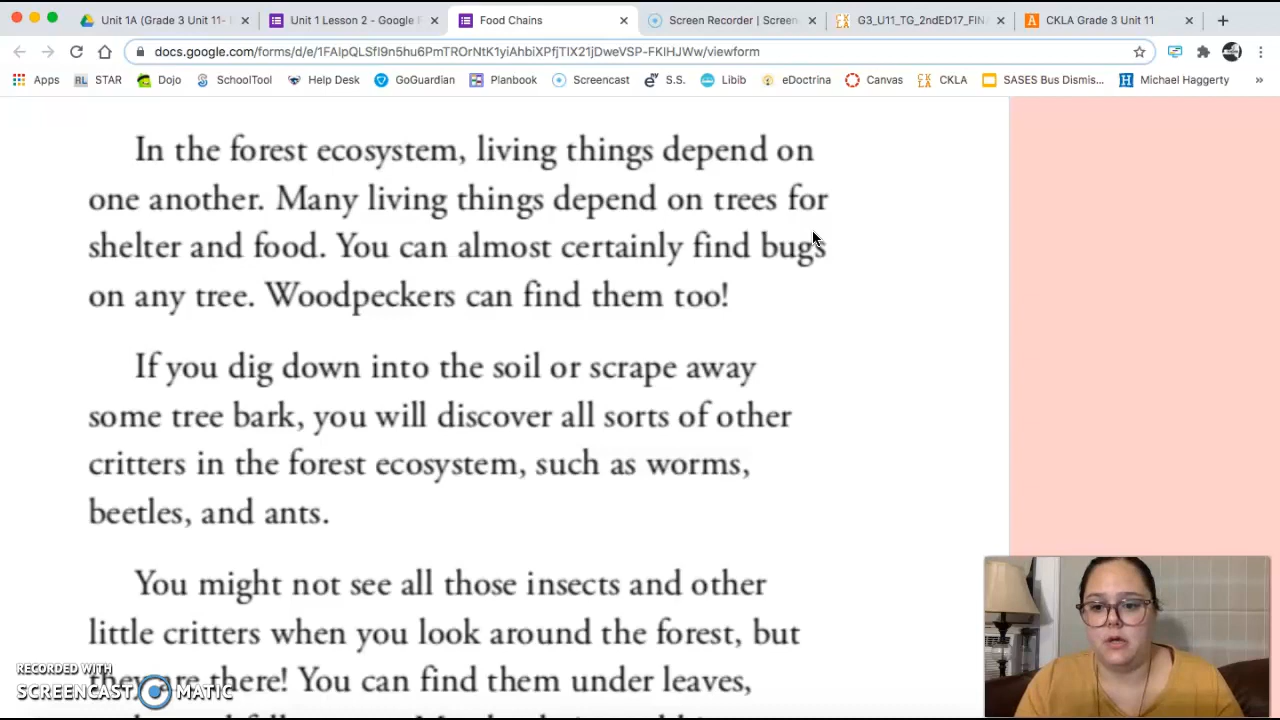 Unit 1A (Grade 3 Unit 11-
Unit 1 Lesson 2 - Google F
Food Chains
Screen Recorder | Screen
G3_U11_TG_2ndED17_FIN
CKLA Grade 3 Unit 11
docs.google.com/forms/d/e/1FAIpQLSfI9n5hu6PmTROrNtK1yiAhbiXPfjTIX21jDweVSP-FKIHJWw/viewform
Apps
RL STAR
Dojo
SchoolTool
Help Desk
GoGuardian
Planbook
Screencast
S.S.
Libib
eDoctrina
Canvas
CKLA
SASES Bus Dismis...
Michael Haggerty
»
In the forest ecosystem, living things depend on
one another. Many living things depend on trees for
shelter and food. You can almost certainly find bugs
on any tree. Woodpeckers can find them too!
If you dig down into the soil or scrape away
some tree bark, you will discover all sorts of other
critters in the forest ecosystem, such as worms,
beetles, and ants.
You might not see all those insects and other
little critters when you look around the forest, but
they are there! You can find them under leaves,
RECORDED WITH
SCREENCAST MATIC